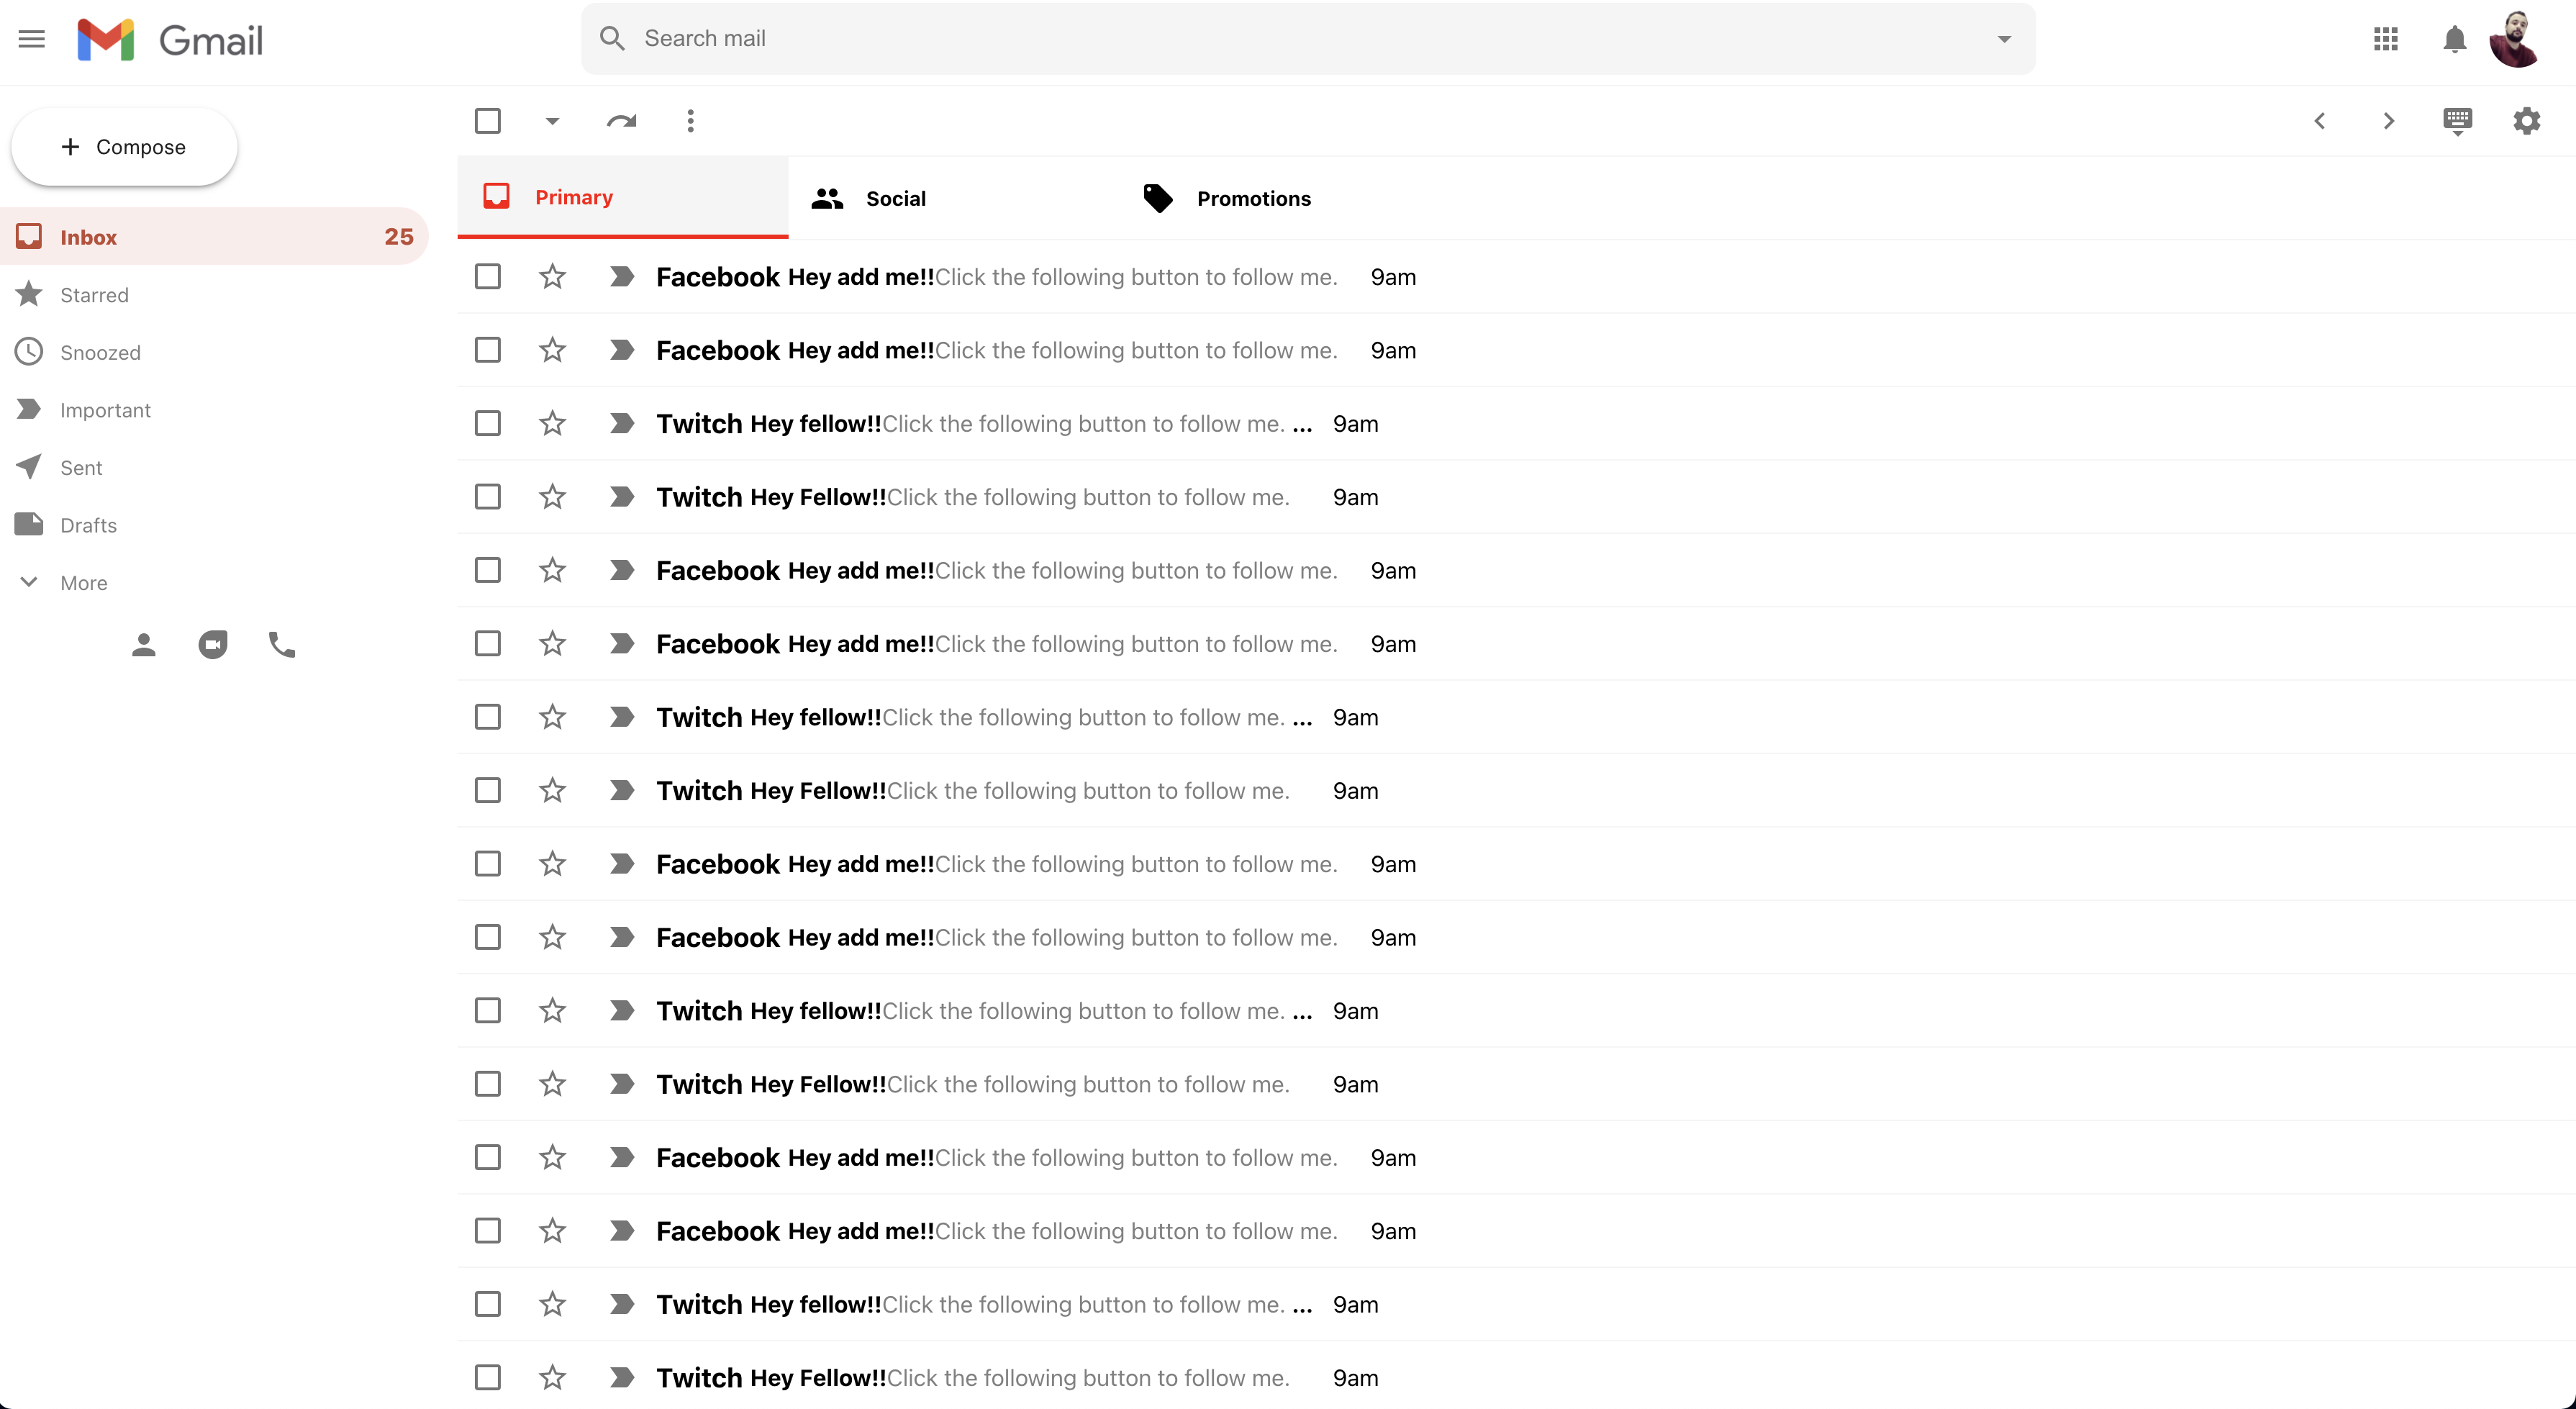 Gmail
Search mail
Compose
Primary
Social
Promotions
Inbox 25
Starred
Snoozed
Important
Sent
Drafts
More
Facebook Hey add me!!Click the following button to follow me. 9am
Facebook Hey add me!!Click the following button to follow me. 9am
Twitch Hey fellow!!Click the following button to follow me. ... 9am
Twitch Hey Fellow!!Click the following button to follow me. 9am
Facebook Hey add me!!Click the following button to follow me. 9am
Facebook Hey add me!!Click the following button to follow me. 9am
Twitch Hey fellow!!Click the following button to follow me. ... 9am
Twitch Hey Fellow!!Click the following button to follow me. 9am
Facebook Hey add me!!Click the following button to follow me. 9am
Facebook Hey add me!!Click the following button to follow me. 9am
Twitch Hey fellow!!Click the following button to follow me. ... 9am
Twitch Hey Fellow!!Click the following button to follow me. 9am
Facebook Hey add me!!Click the following button to follow me. 9am
Facebook Hey add me!!Click the following button to follow me. 9am
Twitch Hey fellow!!Click the following button to follow me. ... 9am
Twitch Hey Fellow!!Click the following button to follow me. 9am